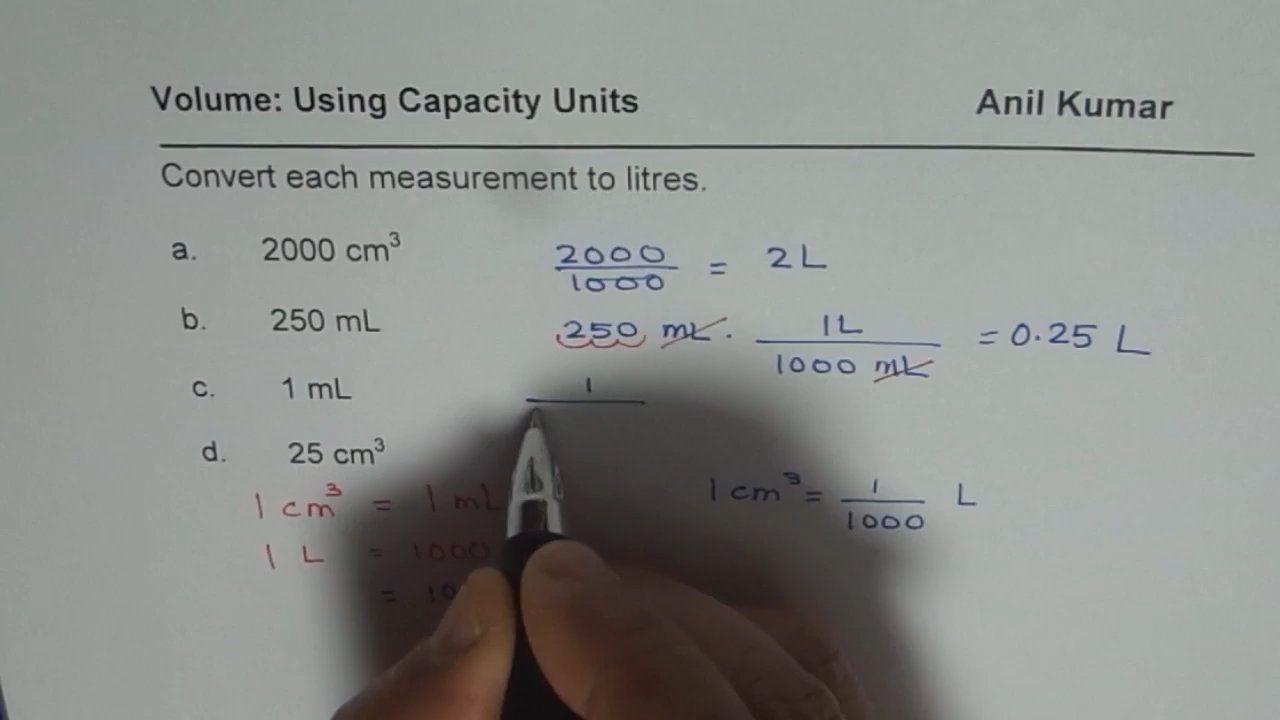 Volume: Using Capacity Units Anil Kumar
Convert each measurement to litres.
a. 2000 cm³ 2000/1000 = 2 L
b. 250 mL .250 mL . 1L/1000 mL = 0.25 L
c. 1 mL 1
d. 25 cm³
1 cm³ = 1 mL 1 cm³ = 1/1000 L
1 L = 1000
=